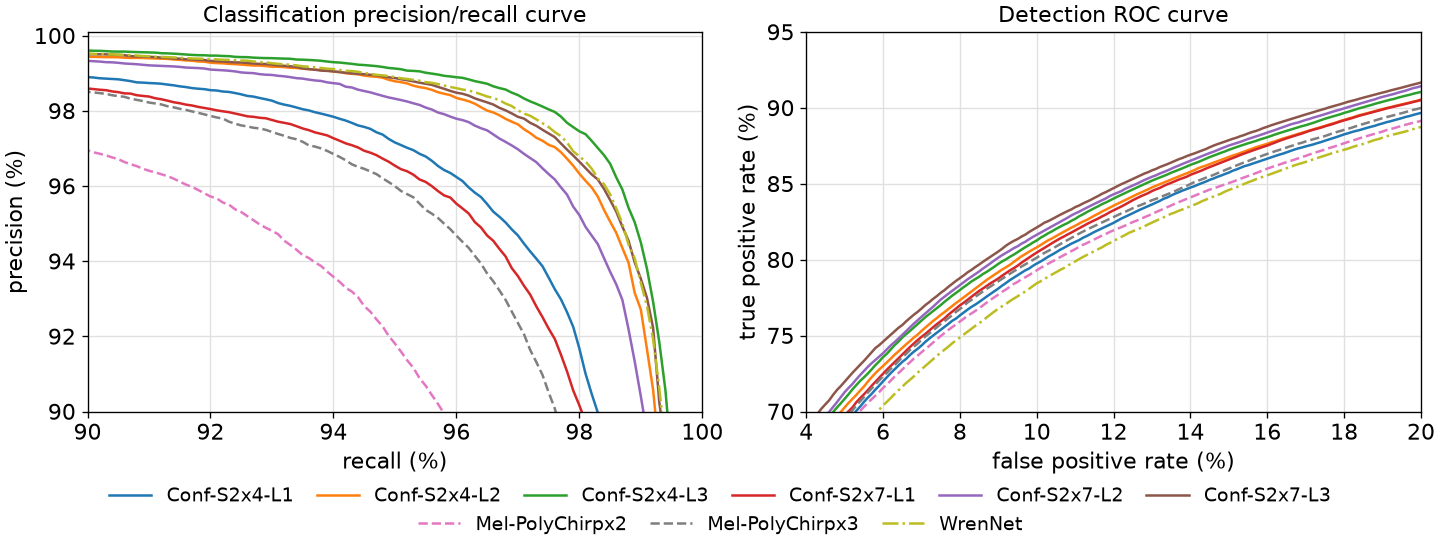 Classification precision/recall curve
100
98
96
94
92
90
precision (%)
90 92 94 96 98 100
recall (%)
Detection ROC curve
95
90
85
80
75
70
true positive rate (%)
4 6 8 10 12 14 16 18 20
false positive rate (%)
Conf-S2x4-L1 Conf-S2x4-L2 Conf-S2x4-L3 Conf-S2x7-L1 Conf-S2x7-L2 Conf-S2x7-L3
Mel-PolyChirpx2 Mel-PolyChirpx3 WrenNet